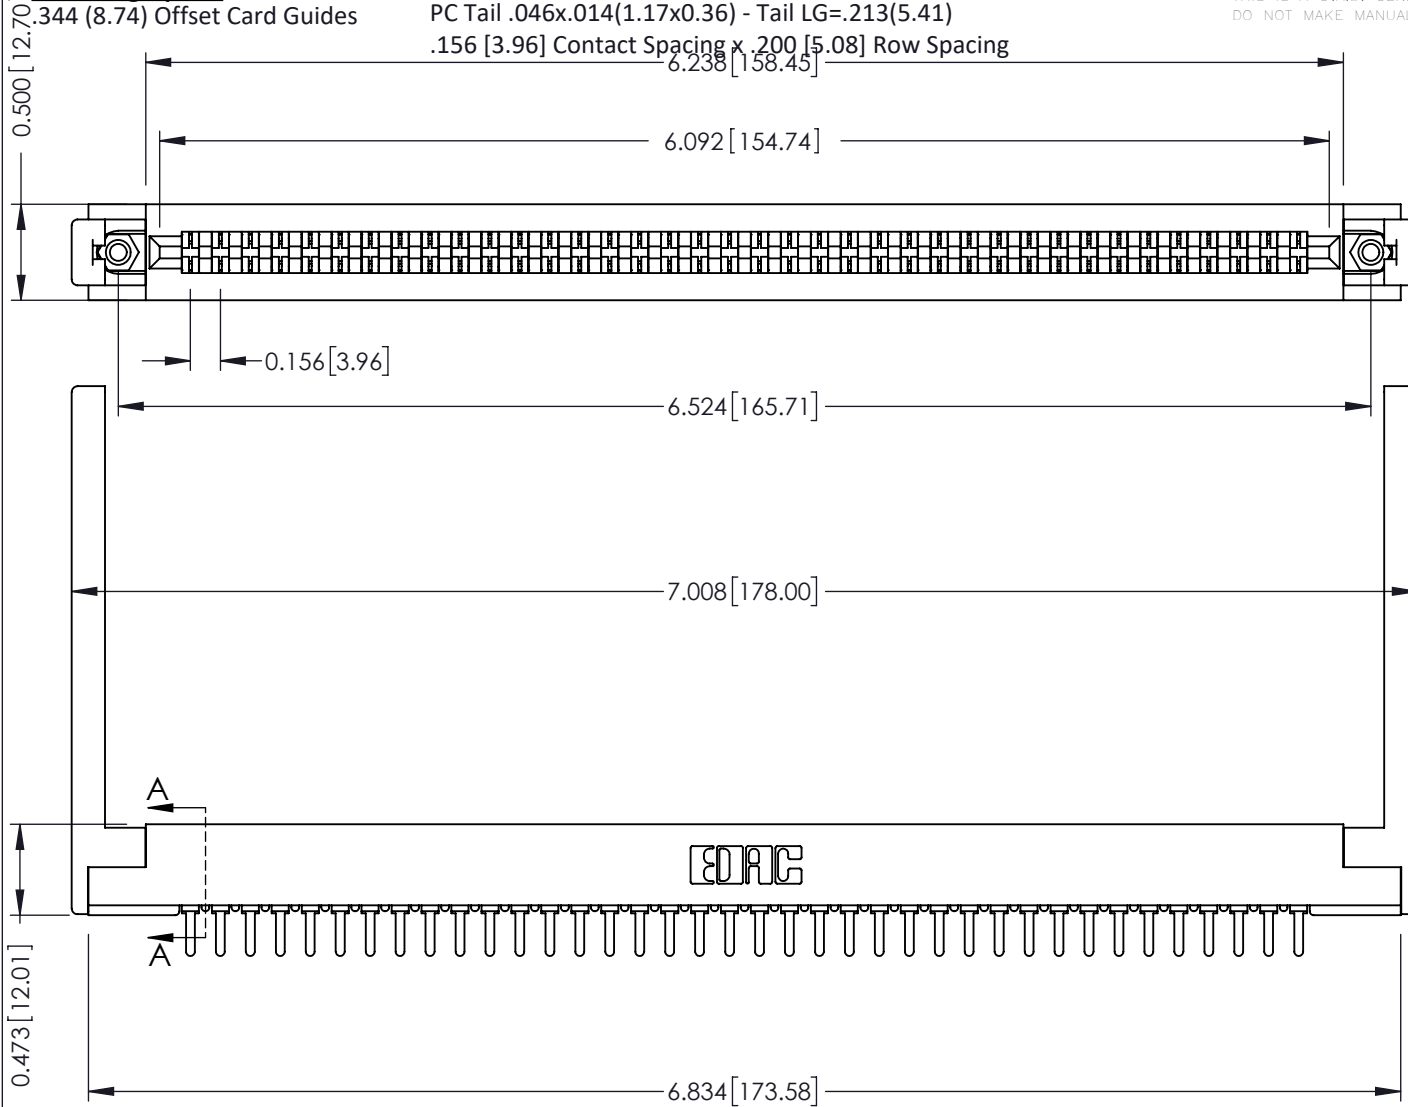 .344 (8.74) Offset Card Guides
PC Tail .046x.014(1.17x0.36) - Tail LG=.213(5.41)
DO NOT MAKE MANUAL
.156 [3.96] Contact Spacing x .200 [5.08] Row Spacing
0.500 [12.70
6.238 [158.45]
6.092 [154.74]
0.156 [3.96]
6.524 [165.71]
7.008 [178.00]
A
EDAC
A
0.473 [12.01]
6.834 [173.58]